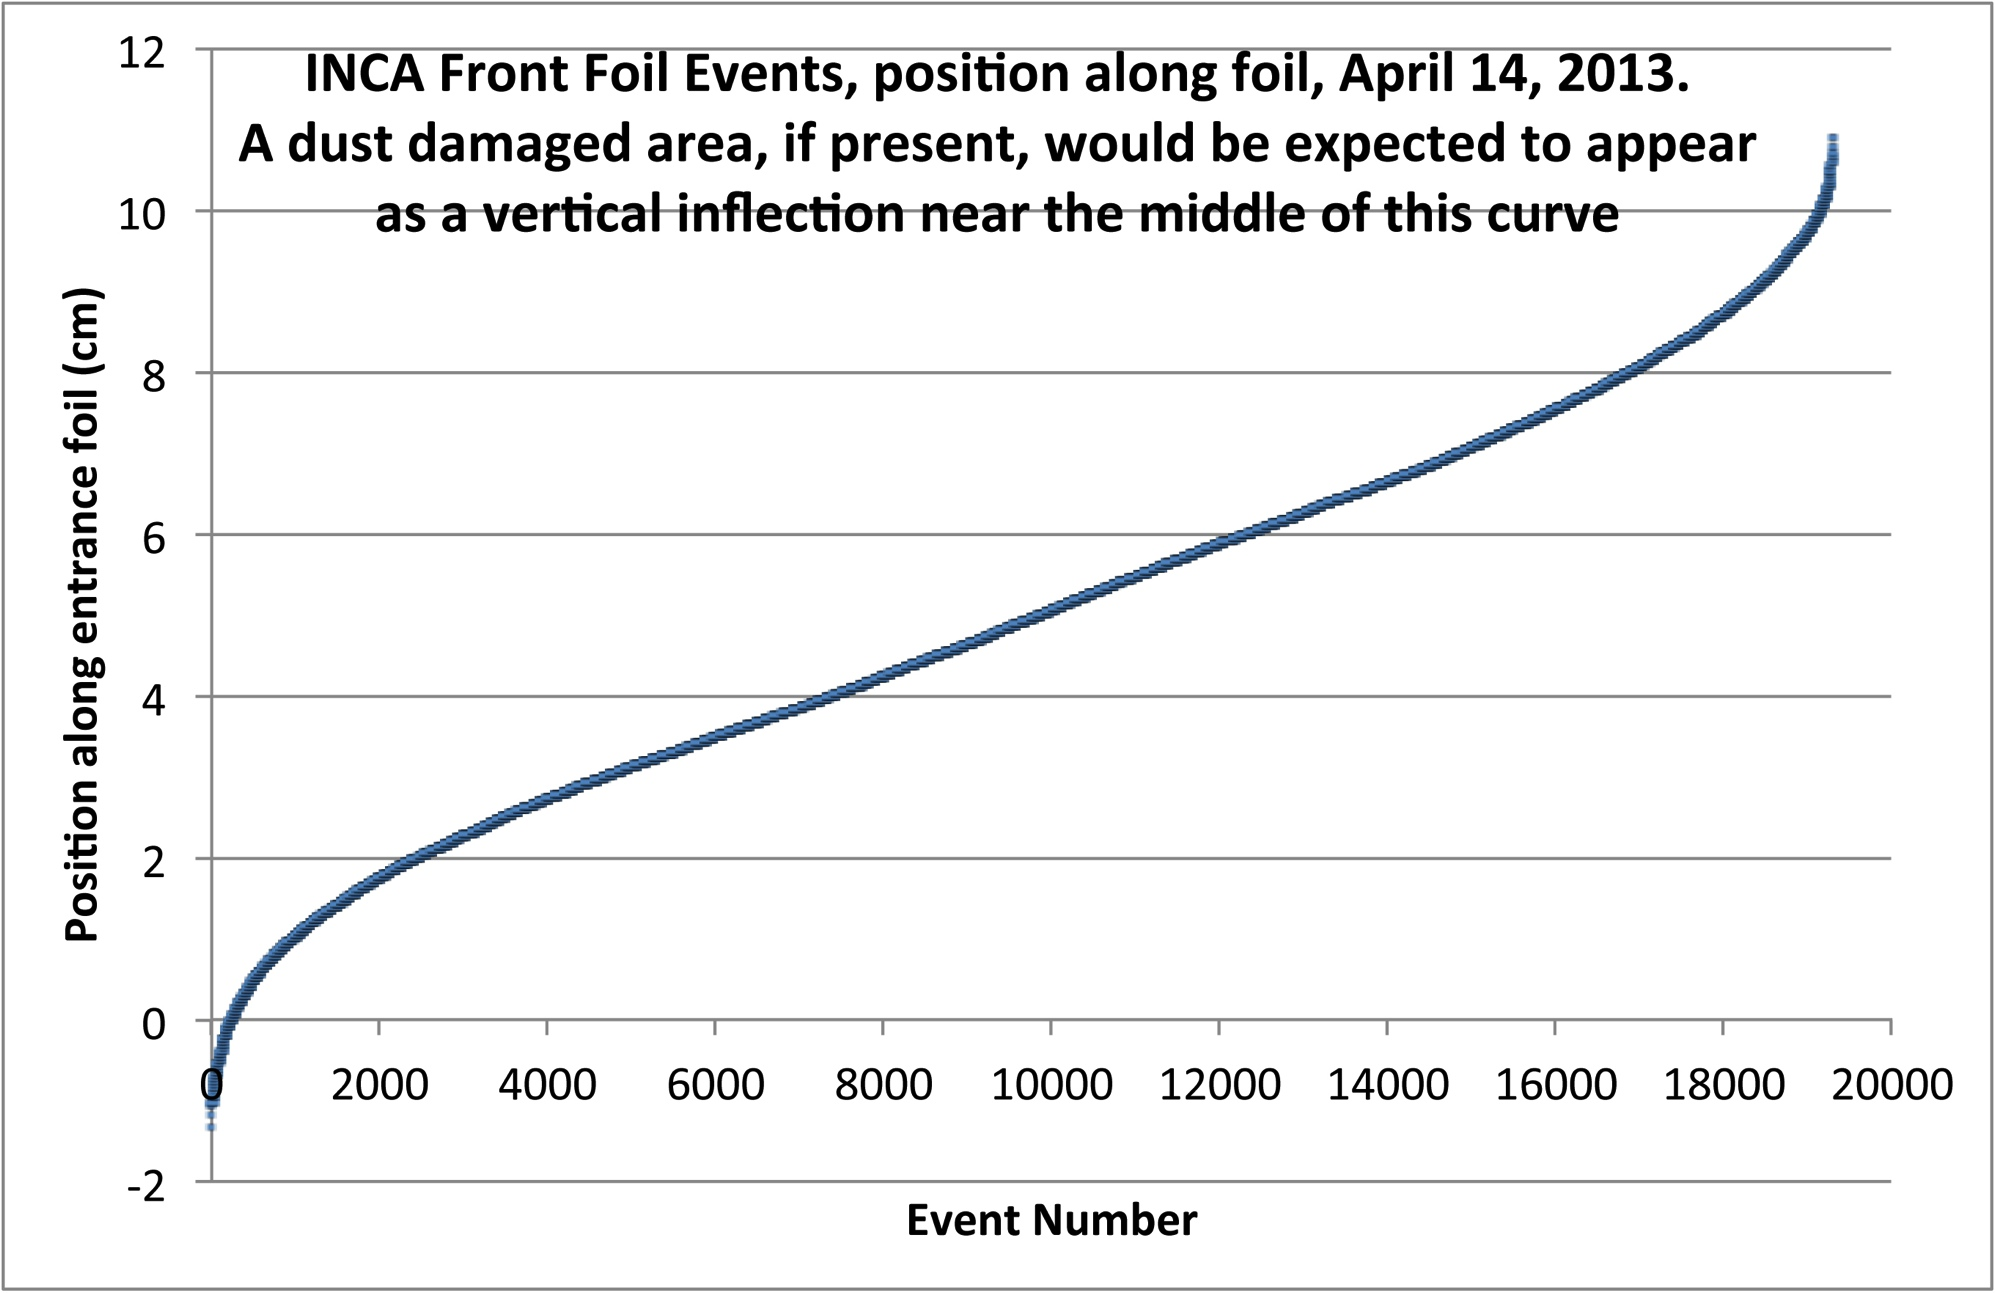 INCA Front Foil Events, position along foil, April 14, 2013.
A dust damaged area, if present, would be expected to appear
as a vertical inflection near the middle of this curve
12
10
8
6
4
2
0
-2
Position along entrance foil (cm)
0 2000 4000 6000 8000 10000 12000 14000 16000 18000 20000
Event Number